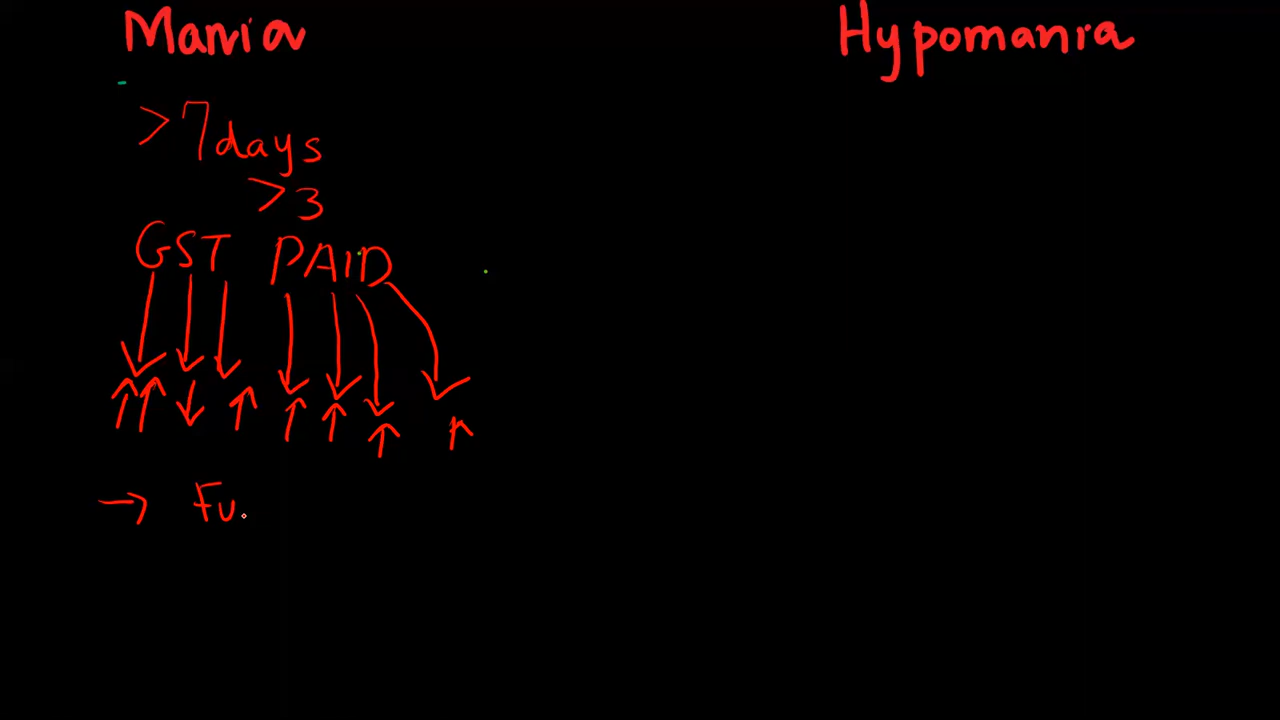 Mania
Hypomania
>7days
>3
GST PAID
↓ ↓ ↓ ↓ ↓ ↓ ↓
↑↑ ↓ ↑ ↑ ↑ ↑ ↑
→ Fu